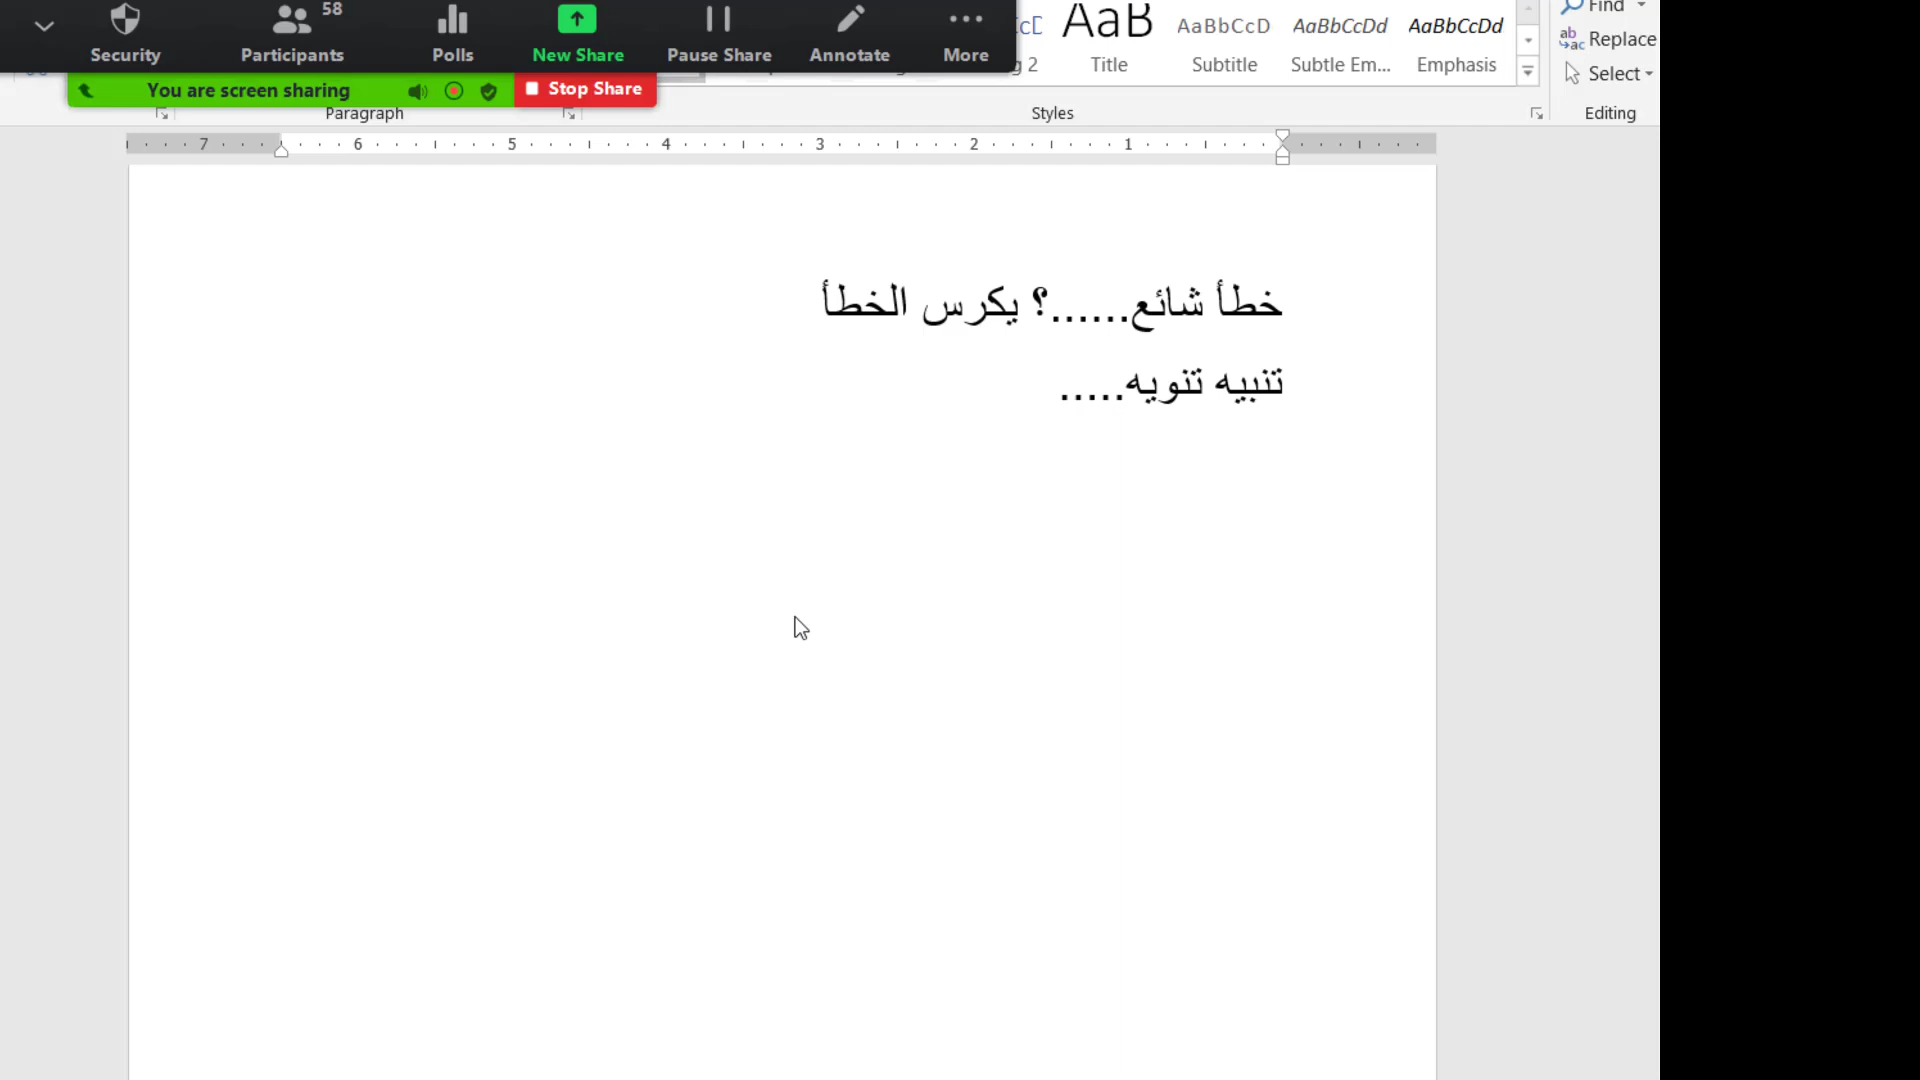 58
Security
Participants
Polls
New Share
Pause Share
Annotate
More
You are screen sharing
Stop Share
AaB
AaBbCcD
AaBbCcDd
AaBbCcDd
g 2
Title
Subtitle
Subtle Em...
Emphasis
Find
Replace
Select
Paragraph
Styles
Editing
7 6 5 4 3 2 1
خطأ شائع......؟ يكرس الخطأ
تنبيه تنويه.....